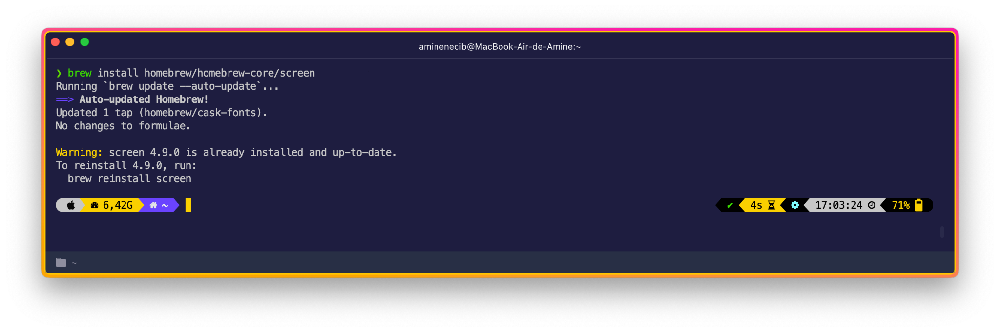 aminenecib@MacBook-Air-de-Amine:~
❯ brew install homebrew/homebrew-core/screen
Running `brew update --auto-update`...
==> Auto-updated Homebrew!
Updated 1 tap (homebrew/cask-fonts).
No changes to formulae.
Warning: screen 4.9.0 is already installed and up-to-date.
To reinstall 4.9.0, run:
  brew reinstall screen
6,42G ~ ✔ 4s 17:03:24 71%
~